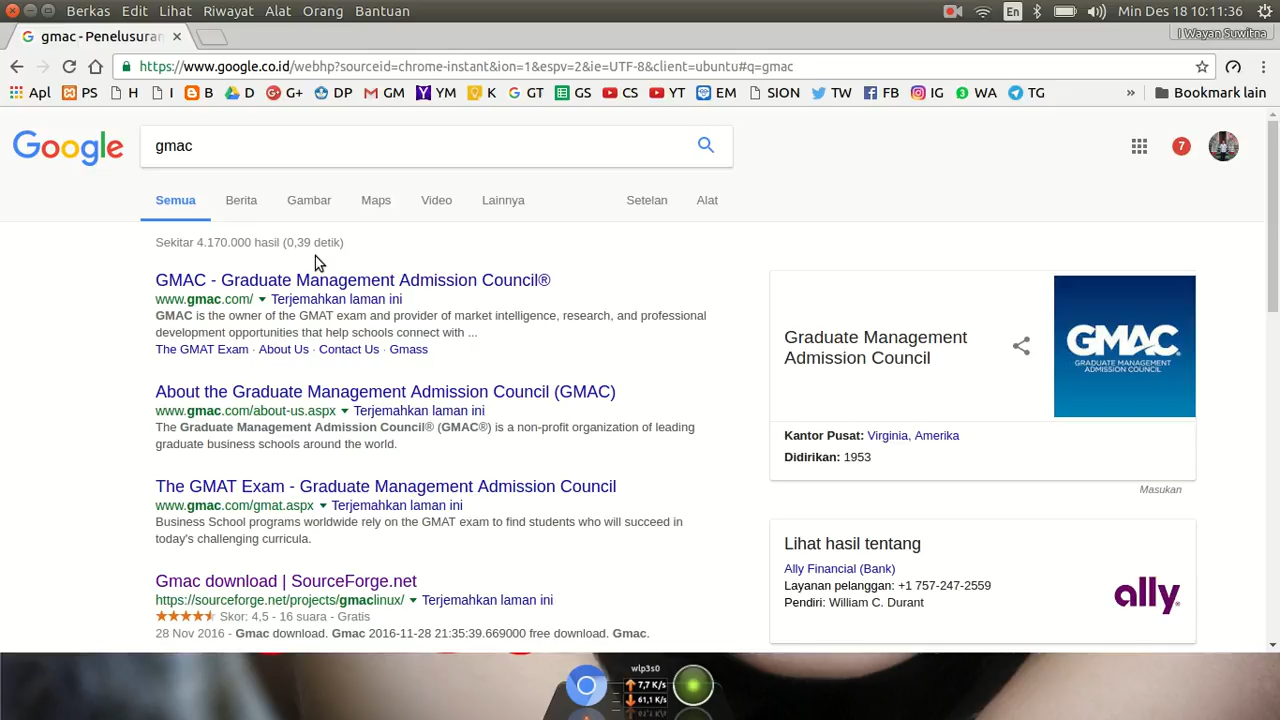 Berkas Edit Lihat Riwayat Alat Orang Bantuan En Min Des 18 10:11:36
gmac - Penelusuran I Wayan Suwitna
https://www.google.co.id/webhp?sourceid=chrome-instant&ion=1&espv=2&ie=UTF-8&client=ubuntu#q=gmac
Apl PS H I B D G+ DP GM YM K GT GS CS YT EM SION TW FB IG WA TG » Bookmark lain
Google gmac 7
Semua Berita Gambar Maps Video Lainnya Setelan Alat
Sekitar 4.170.000 hasil (0,39 detik)
GMAC - Graduate Management Admission Council®
www.gmac.com/ Terjemahkan laman ini
GMAC is the owner of the GMAT exam and provider of market intelligence, research, and professional
development opportunities that help schools connect with ...
The GMAT Exam · About Us · Contact Us · Gmass
About the Graduate Management Admission Council (GMAC)
www.gmac.com/about-us.aspx Terjemahkan laman ini
The Graduate Management Admission Council® (GMAC®) is a non-profit organization of leading
graduate business schools around the world.
The GMAT Exam - Graduate Management Admission Council
www.gmac.com/gmat.aspx Terjemahkan laman ini
Business School programs worldwide rely on the GMAT exam to find students who will succeed in
today's challenging curricula.
Gmac download | SourceForge.net
https://sourceforge.net/projects/gmaclinux/ Terjemahkan laman ini
Skor: 4,5 - 16 suara - Gratis
28 Nov 2016 - Gmac download. Gmac 2016-11-28 21:35:39.669000 free download. Gmac.
Graduate Management
Admission Council
GMAC®
GRADUATE MANAGEMENT
ADMISSION COUNCIL
Kantor Pusat: Virginia, Amerika
Didirikan: 1953
Masukan
Lihat hasil tentang
Ally Financial (Bank)
Layanan pelanggan: +1 757-247-2559
Pendiri: William C. Durant
ally
wlp3s0
7,7 K/s
61,1 K/s